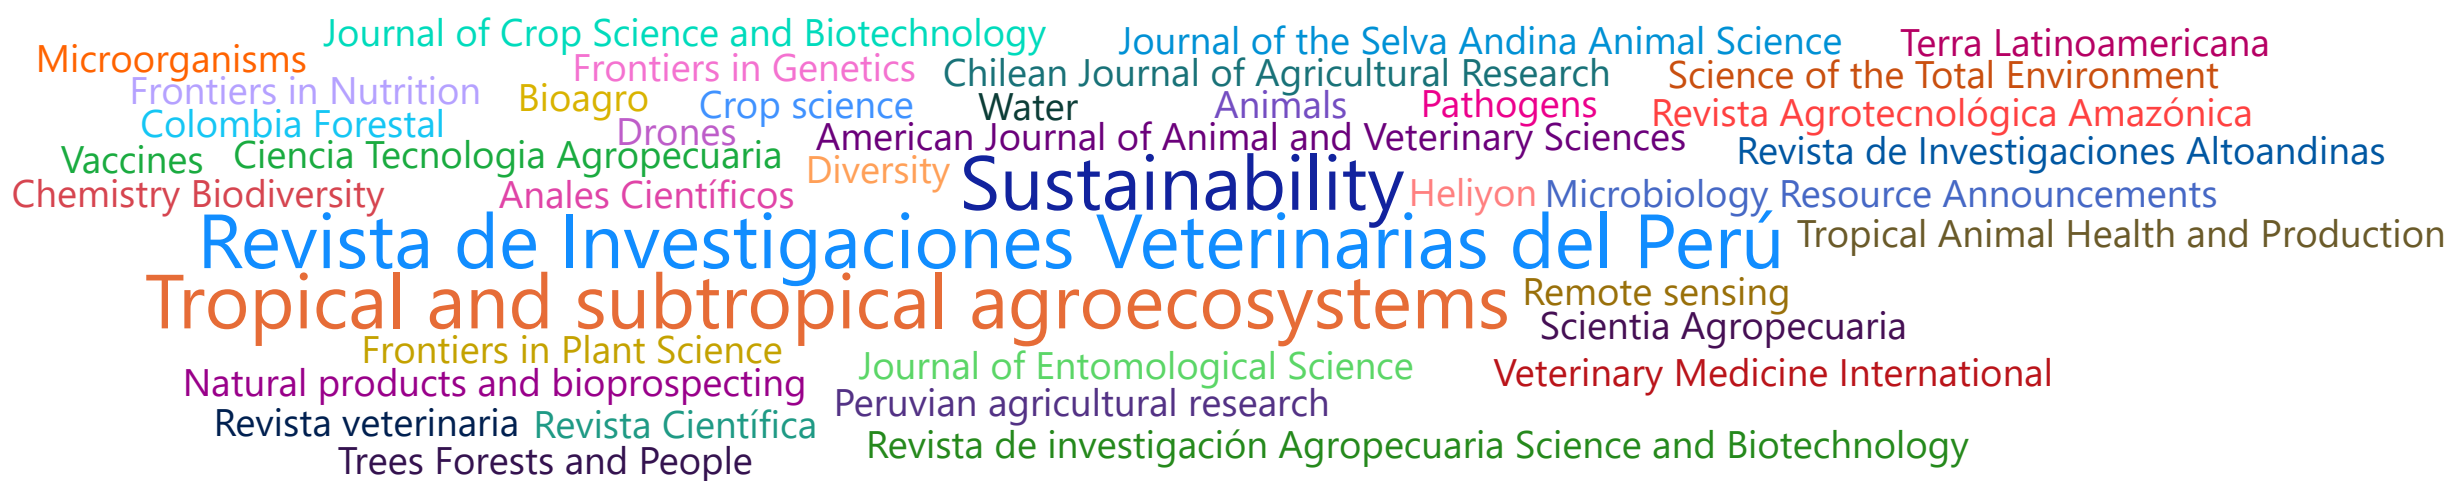 Journal of Crop Science and Biotechnology
Journal of the Selva Andina Animal Science
Terra Latinoamericana
Microorganisms
Frontiers in Genetics
Chilean Journal of Agricultural Research
Science of the Total Environment
Frontiers in Nutrition
Bioagro
Crop science
Water
Animals
Pathogens
Revista Agrotecnológica Amazónica
Colombia Forestal
Drones
American Journal of Animal and Veterinary Sciences
Revista de Investigaciones Altoandinas
Vaccines
Ciencia Tecnologia Agropecuaria
Diversity
Sustainability
Chemistry Biodiversity
Anales Científicos
Heliyon
Microbiology Resource Announcements
Revista de Investigaciones Veterinarias del Perú
Tropical Animal Health and Production
Tropical and subtropical agroecosystems
Remote sensing
Scientia Agropecuaria
Frontiers in Plant Science
Journal of Entomological Science
Veterinary Medicine International
Natural products and bioprospecting
Peruvian agricultural research
Revista veterinaria
Revista Científica
Revista de investigación Agropecuaria Science and Biotechnology
Trees Forests and People